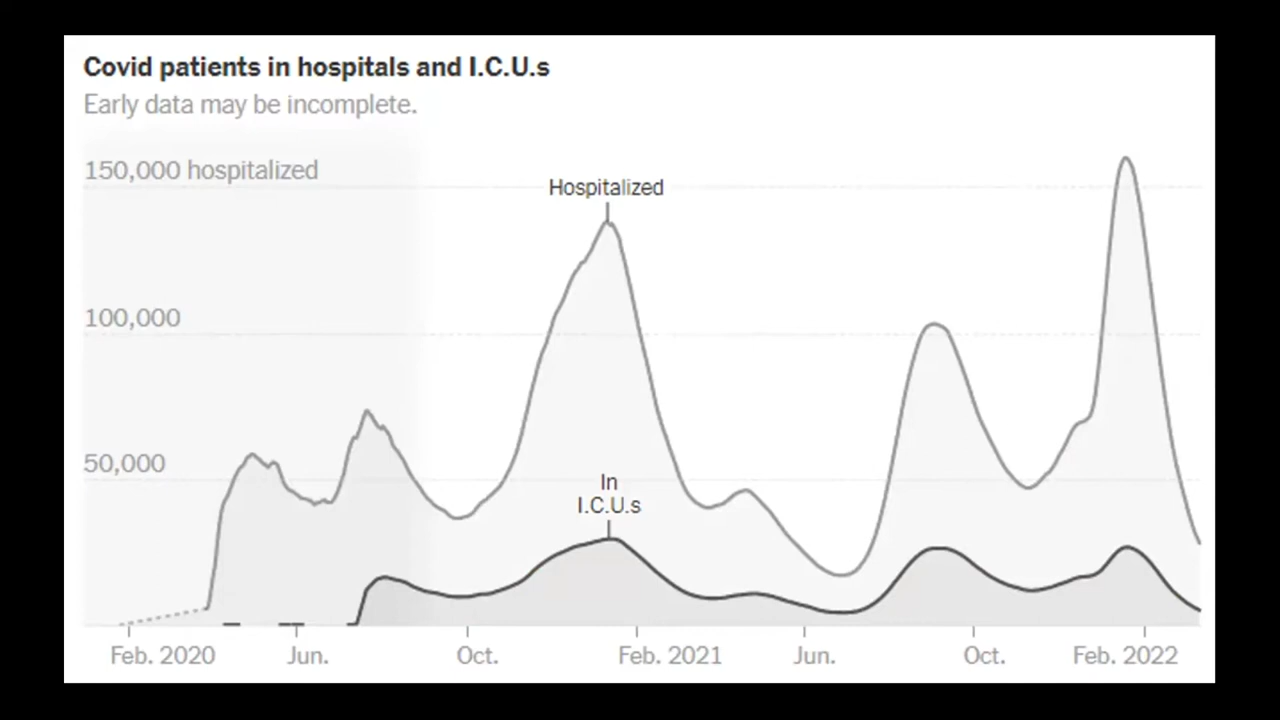 Covid patients in hospitals and I.C.U.s
Early data may be incomplete.
150,000 hospitalized
Hospitalized
100,000
50,000
In
I.C.U.s
Feb. 2020
Jun.
Oct.
Feb. 2021
Jun.
Oct.
Feb. 2022